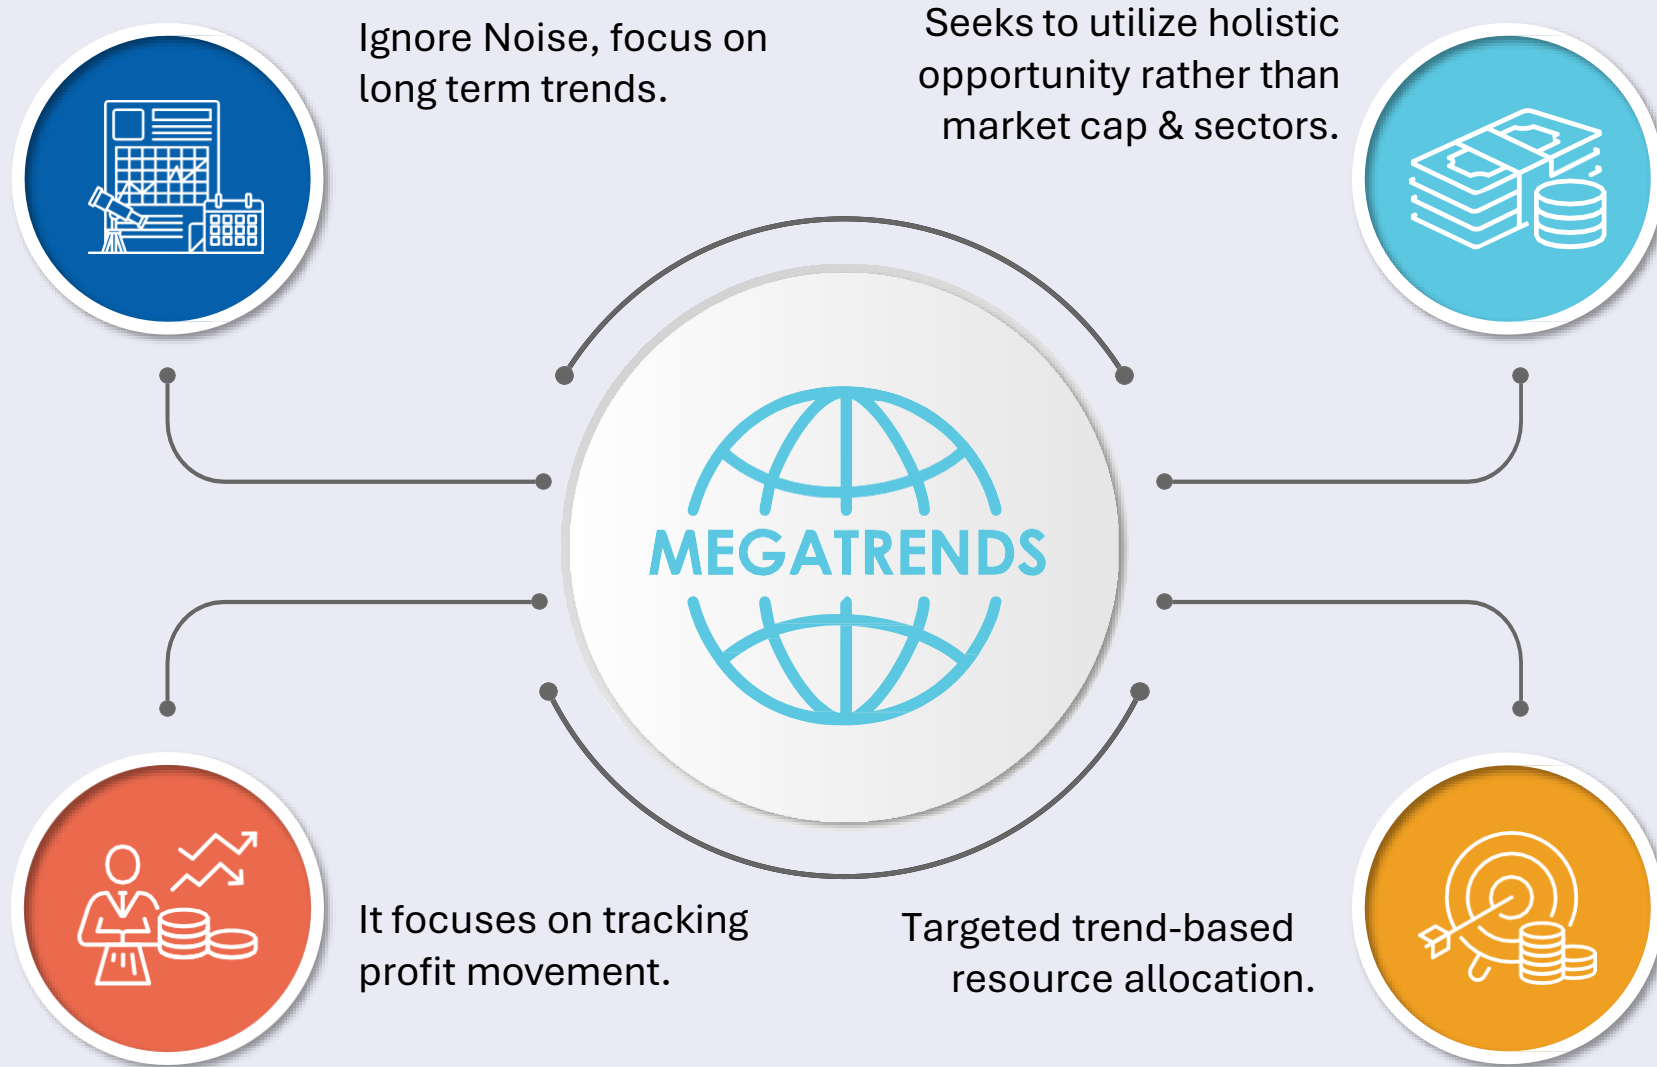 Ignore Noise, focus on
long term trends.
Seeks to utilize holistic
opportunity rather than
market cap & sectors.
MEGATRENDS
It focuses on tracking
profit movement.
Targeted trend-based
resource allocation.